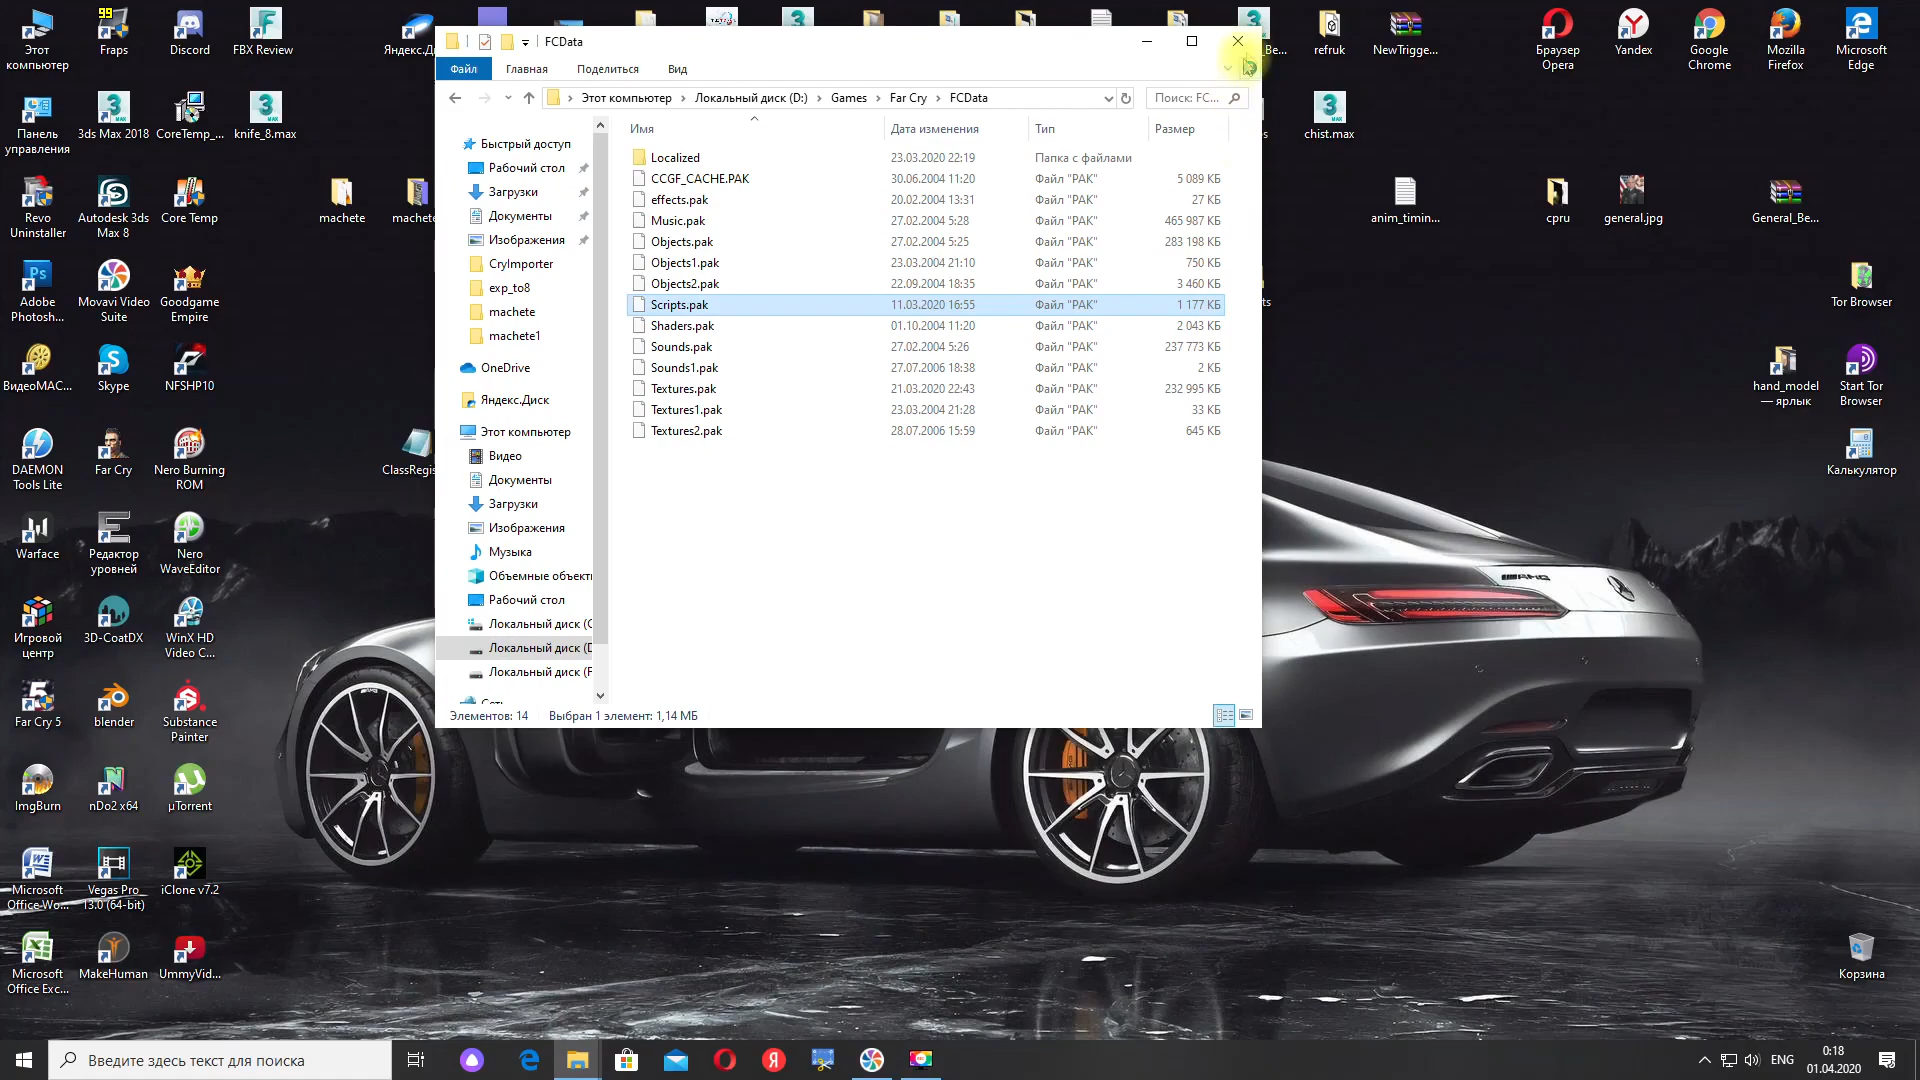 FCData
Файл
Главная
Поделиться
Вид
Этот компьютер
Локальный диск (D:)
Games
Far Cry
FCData
Поиск: FC...
Имя
Дата изменения
Тип
Размер
Localized 23.03.2020 22:19 Папка с файлами
CCGF_CACHE.PAK 30.06.2004 11:20 Файл "PAK" 5 089 КБ
effects.pak 20.02.2004 13:31 Файл "PAK" 27 КБ
Music.pak 27.02.2004 5:28 Файл "PAK" 465 987 КБ
Objects.pak 27.02.2004 5:25 Файл "PAK" 283 198 КБ
Objects1.pak 23.03.2004 21:10 Файл "PAK" 750 КБ
Objects2.pak 22.09.2004 18:35 Файл "PAK" 3 460 КБ
Scripts.pak 11.03.2020 16:55 Файл "PAK" 1 177 КБ
Shaders.pak 01.10.2004 11:20 Файл "PAK" 2 043 КБ
Sounds.pak 27.02.2004 5:26 Файл "PAK" 237 773 КБ
Sounds1.pak 27.07.2006 18:38 Файл "PAK" 2 КБ
Textures.pak 21.03.2020 22:43 Файл "PAK" 232 995 КБ
Textures1.pak 23.03.2004 21:28 Файл "PAK" 33 КБ
Textures2.pak 28.07.2006 15:59 Файл "PAK" 645 КБ
Быстрый доступ
Рабочий стол
Загрузки
Документы
Изображения
CryImporter
exp_to8
machete
machete1
OneDrive
Яндекс.Диск
Этот компьютер
Видео
Документы
Загрузки
Изображения
Музыка
Объемные объект
Рабочий стол
Локальный диск (C
Локальный диск (D
Локальный диск (F
Элементов: 14
Выбран 1 элемент: 1,14 МБ
Этот
компьютер
99
Fraps
Discord
FBX Review
Яндекс.Ди
Панель
управления
3ds Max 2018
CoreTemp_...
knife_8.max
Revo
Uninstaller
Autodesk 3ds
Max 8
Core Temp
machete
machete
Adobe
Photosh...
Movavi Video
Suite
Goodgame
Empire
ВидеоМАС...
Skype
NFSHP10
DAEMON
Tools Lite
Far Cry
Nero Burning
ROM
ClassRegis
Warface
Редактор
уровней
Nero
WaveEditor
Игровой
центр
3D-CoatDX
WinX HD
Video C...
Far Cry 5
blender
Substance
Painter
ImgBurn
nDo2 x64
µTorrent
Microsoft
Office Wo...
Vegas Pro
13.0 (64-bit)
iClone v7.2
Microsoft
Office Exc...
MakeHuman
UmmyVid...
_Be...
refruk
NewTrigge...
Браузер
Opera
Yandex
Google
Chrome
Mozilla
Firefox
Microsoft
Edge
chist.max
anim_timin...
cpru
general.jpg
General_Be...
Tor Browser
hand_model
— ярлык
Start Tor
Browser
Калькулятор
AMG
Корзина
Введите здесь текст для поиска
ENG
0:18
01.04.2020